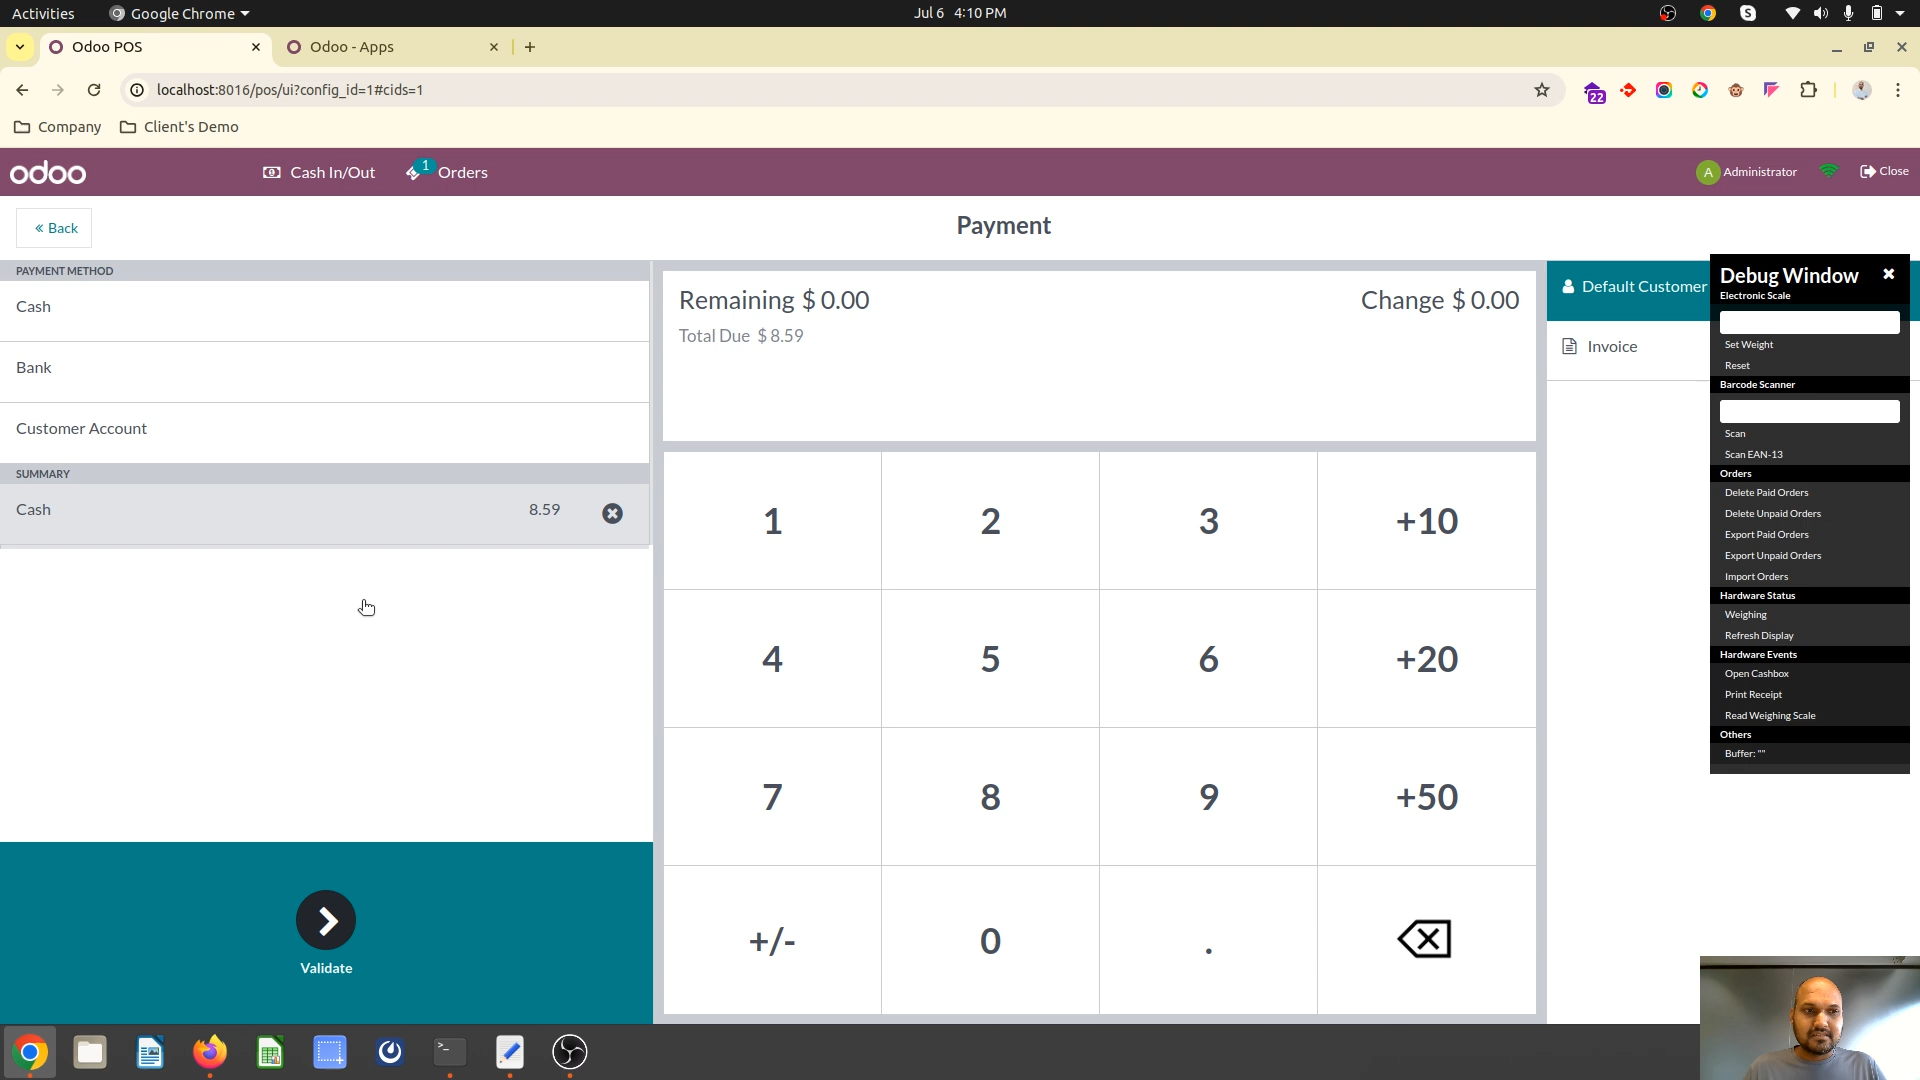 Activities
Google Chrome
Jul 6 4:10 PM
S
Odoo POS
Odoo - Apps
localhost:8016/pos/ui?config_id=1#cids=1
22
Company
Client's Demo
odoo
Cash In/Out
1
Orders
A
Administrator
Close
« Back
Payment
PAYMENT METHOD
Cash
Bank
Customer Account
SUMMARY
Cash
8.59
Validate
Remaining $ 0.00
Change $ 0.00
Total Due $ 8.59
1
2
3
+10
4
5
6
+20
7
8
9
+50
+/-
0
.
Default Customer
Invoice
Debug Window
Electronic Scale
Set Weight
Reset
Barcode Scanner
Scan
Scan EAN-13
Orders
Delete Paid Orders
Delete Unpaid Orders
Export Paid Orders
Export Unpaid Orders
Import Orders
Hardware Status
Weighing
Refresh Display
Hardware Events
Open Cashbox
Print Receipt
Read Weighing Scale
Others
Buffer: ""